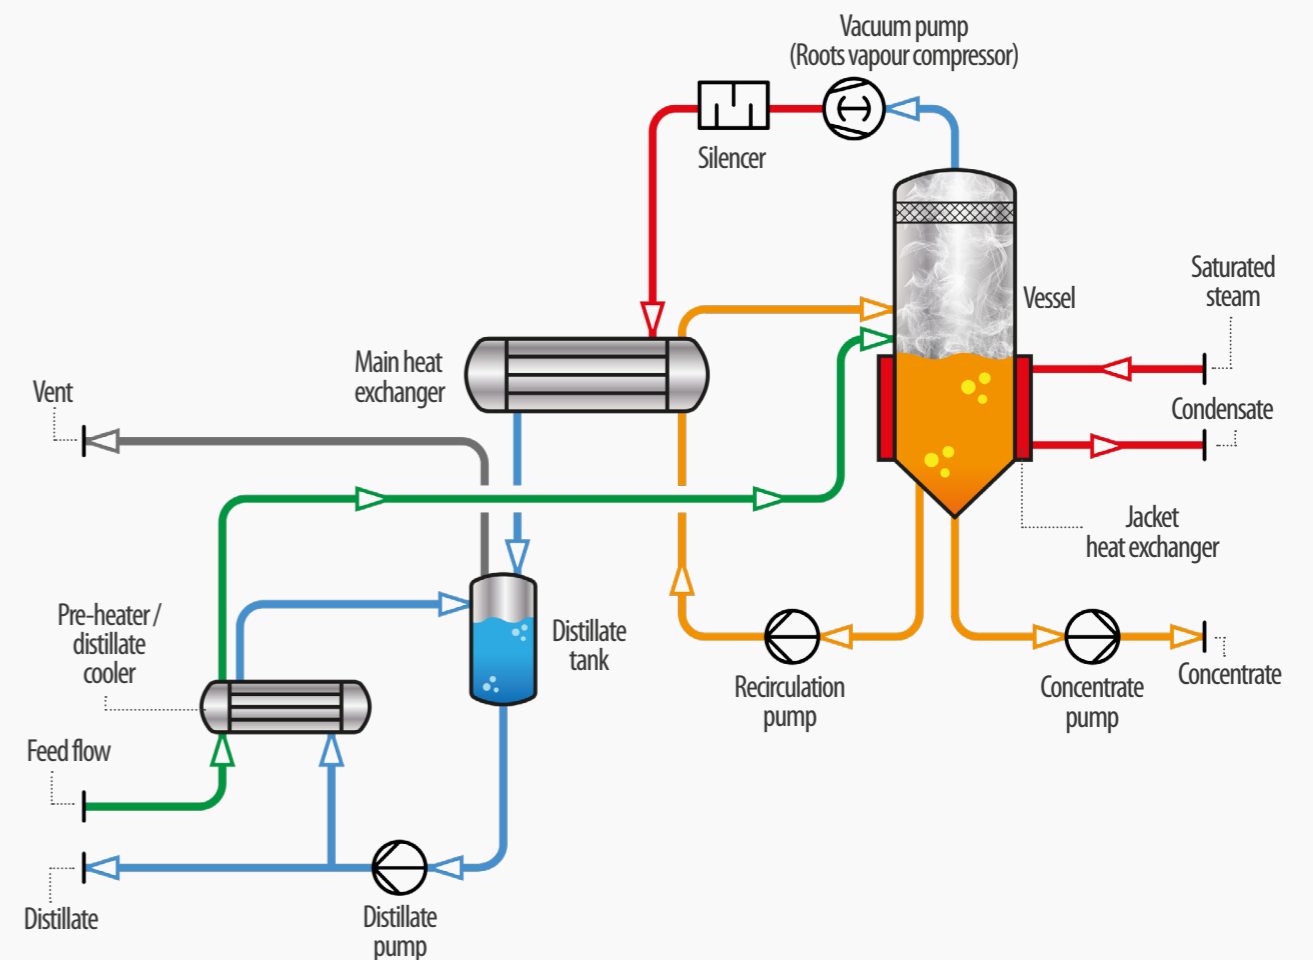 Vacuum pump
(Roots vapour compressor)
Silencer
Saturated
steam
Vessel
Main heat
exchanger
Vent
Condensate
Jacket
heat exchanger
Pre-heater /
distillate
cooler
Distillate
tank
Recirculation
pump
Concentrate
pump
Concentrate
Feed flow
Distillate
Distillate
pump